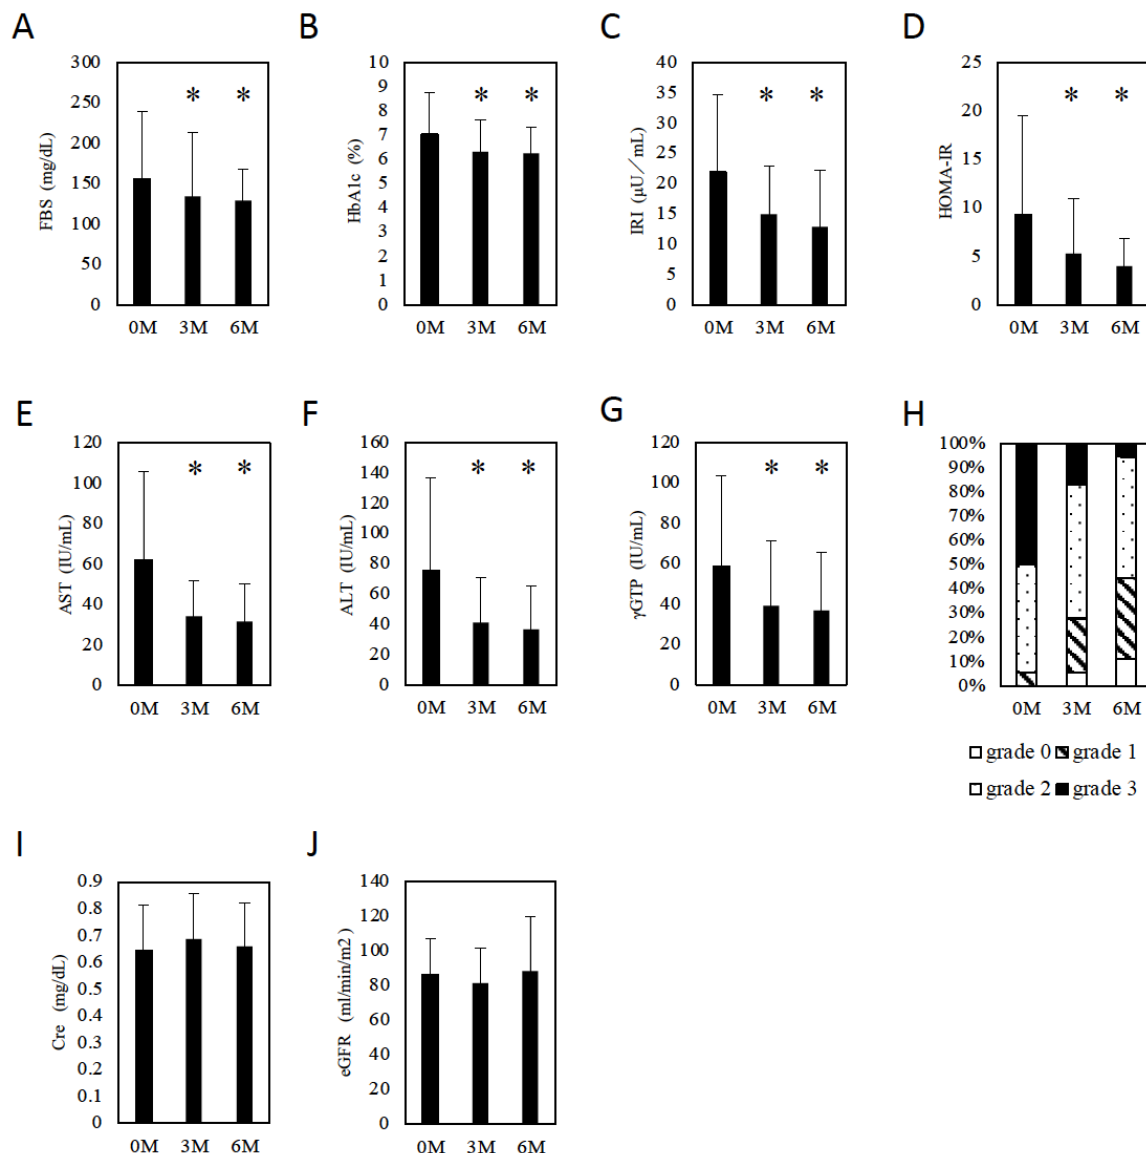 A
B
C
D
FBS (mg/dL)
300
250
200
150
100
50
0
* *
0M 3M 6M
HbA1c (%)
10
9
8
7
6
5
4
3
2
1
0
* *
0M 3M 6M
IRI (μU／mL)
40
35
30
25
20
15
10
5
0
* *
0M 3M 6M
HOMA-IR
25
20
15
10
5
0
* *
0M 3M 6M
E
F
G
H
AST (IU/mL)
120
100
80
60
40
20
0
* *
0M 3M 6M
ALT (IU/mL)
160
140
120
100
80
60
40
20
0
* *
0M 3M 6M
γGTP (IU/mL)
120
100
80
60
40
20
0
* *
0M 3M 6M
100%
90%
80%
70%
60%
50%
40%
30%
20%
10%
0%
0M 3M 6M
grade 0 grade 1
grade 2 grade 3
I
J
Cre (mg/dL)
0.9
0.8
0.7
0.6
0.5
0.4
0.3
0.2
0.1
0
0M 3M 6M
eGFR (ml/min/m2)
140
120
100
80
60
40
20
0
0M 3M 6M